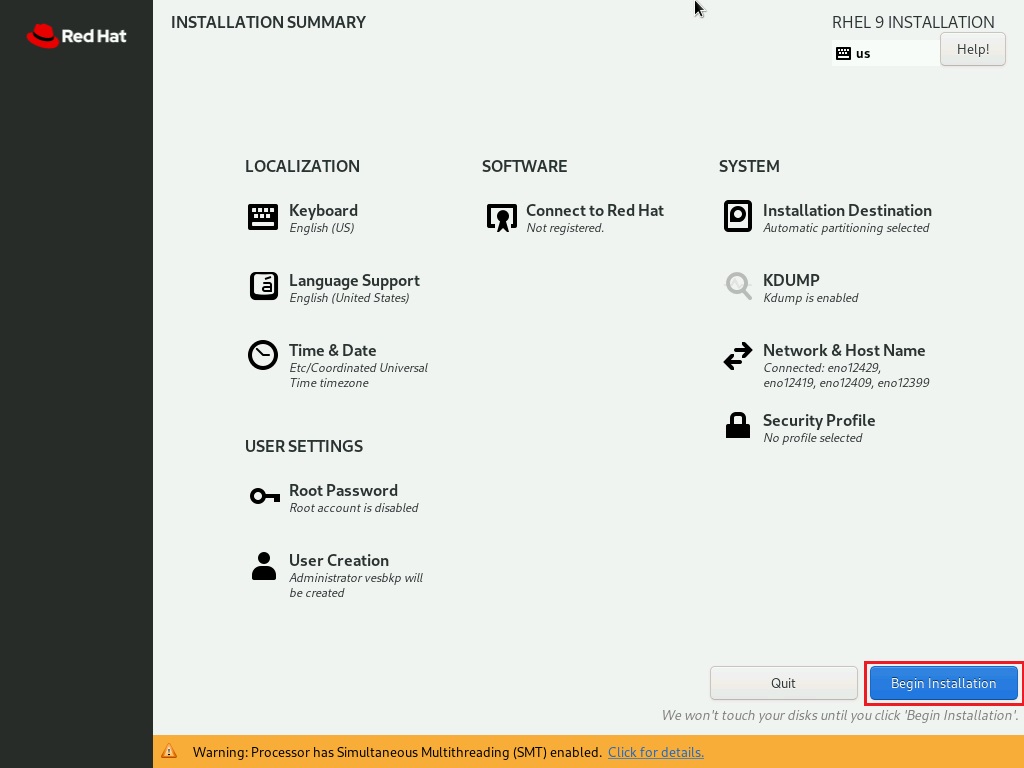 Red Hat
INSTALLATION SUMMARY
RHEL 9 INSTALLATION
us
Help!
LOCALIZATION
Keyboard
English (US)
Language Support
English (United States)
Time & Date
Etc/Coordinated Universal
Time timezone
SOFTWARE
Connect to Red Hat
Not registered.
SYSTEM
Installation Destination
Automatic partitioning selected
KDUMP
Kdump is enabled
Network & Host Name
Connected: eno12429,
eno12419, eno12409, eno12399
Security Profile
No profile selected
USER SETTINGS
Root Password
Root account is disabled
User Creation
Administrator vesbkp will
be created
Quit
Begin Installation
We won't touch your disks until you click 'Begin Installation'.
Warning: Processor has Simultaneous Multithreading (SMT) enabled. Click for details.